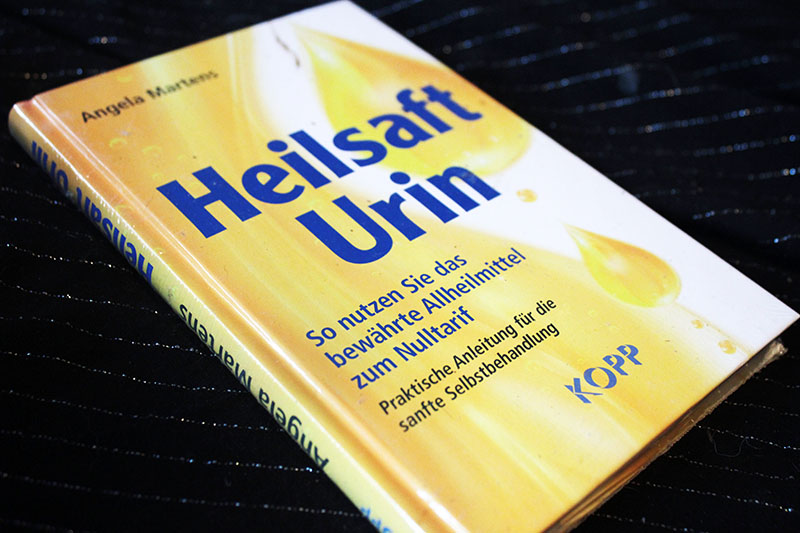 Angela Martens
Heilsaft
Urin
So nutzen Sie das
bewährte Allheilmittel
zum Nulltarif
Praktische Anleitung für die
sanfte Selbstbehandlung
KOPP
Heilsaft Urin
Angela Martens
KOPP